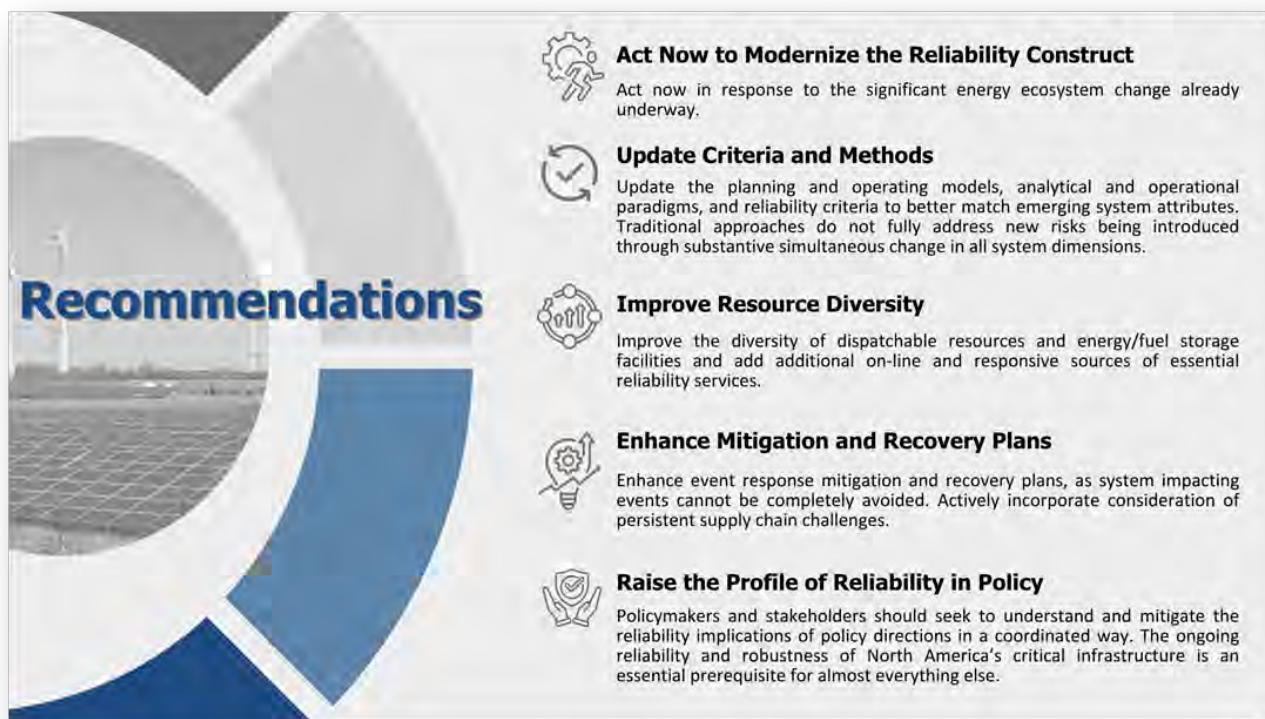 Recommendations
Act Now to Modernize the Reliability Construct
Act now in response to the significant energy ecosystem change already
underway.
Update Criteria and Methods
Update the planning and operating models, analytical and operational
paradigms, and reliability criteria to better match emerging system attributes.
Traditional approaches do not fully address new risks being introduced
through substantive simultaneous change in all system dimensions.
Improve Resource Diversity
Improve the diversity of dispatchable resources and energy/fuel storage
facilities and add additional on-line and responsive sources of essential
reliability services.
Enhance Mitigation and Recovery Plans
Enhance event response mitigation and recovery plans, as system impacting
events cannot be completely avoided. Actively incorporate consideration of
persistent supply chain challenges.
Raise the Profile of Reliability in Policy
Policymakers and stakeholders should seek to understand and mitigate the
reliability implications of policy directions in a coordinated way. The ongoing
reliability and robustness of North America's critical infrastructure is an
essential prerequisite for almost everything else.